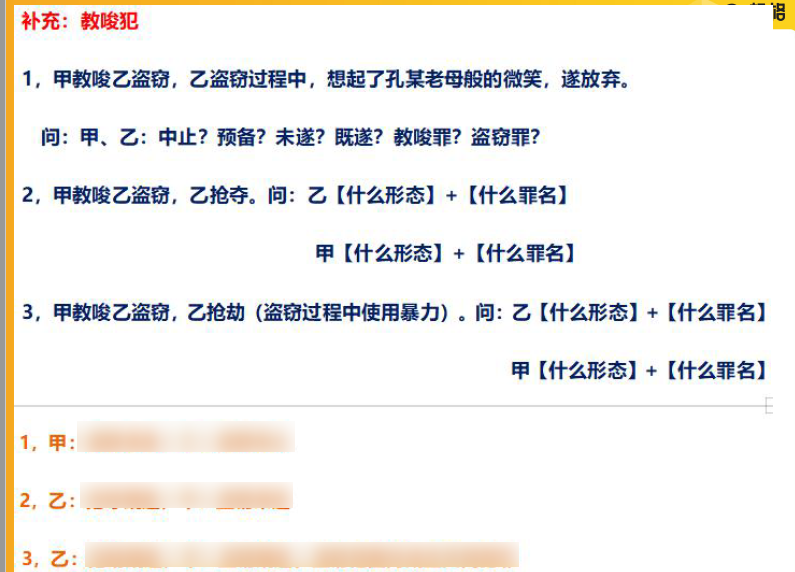 补充：教唆犯
1，甲教唆乙盗窃，乙盗窃过程中，想起了孔某老母般的微笑，遂放弃。
问：甲、乙：中止？预备？未遂？既遂？教唆罪？盗窃罪？
2，甲教唆乙盗窃，乙抢夺。问：乙【什么形态】+【什么罪名】
甲【什么形态】+【什么罪名】
3，甲教唆乙盗窃，乙抢劫（盗窃过程中使用暴力）。问：乙【什么形态】+【什么罪名】
甲【什么形态】+【什么罪名】
1，甲：
2，乙：
3，乙：